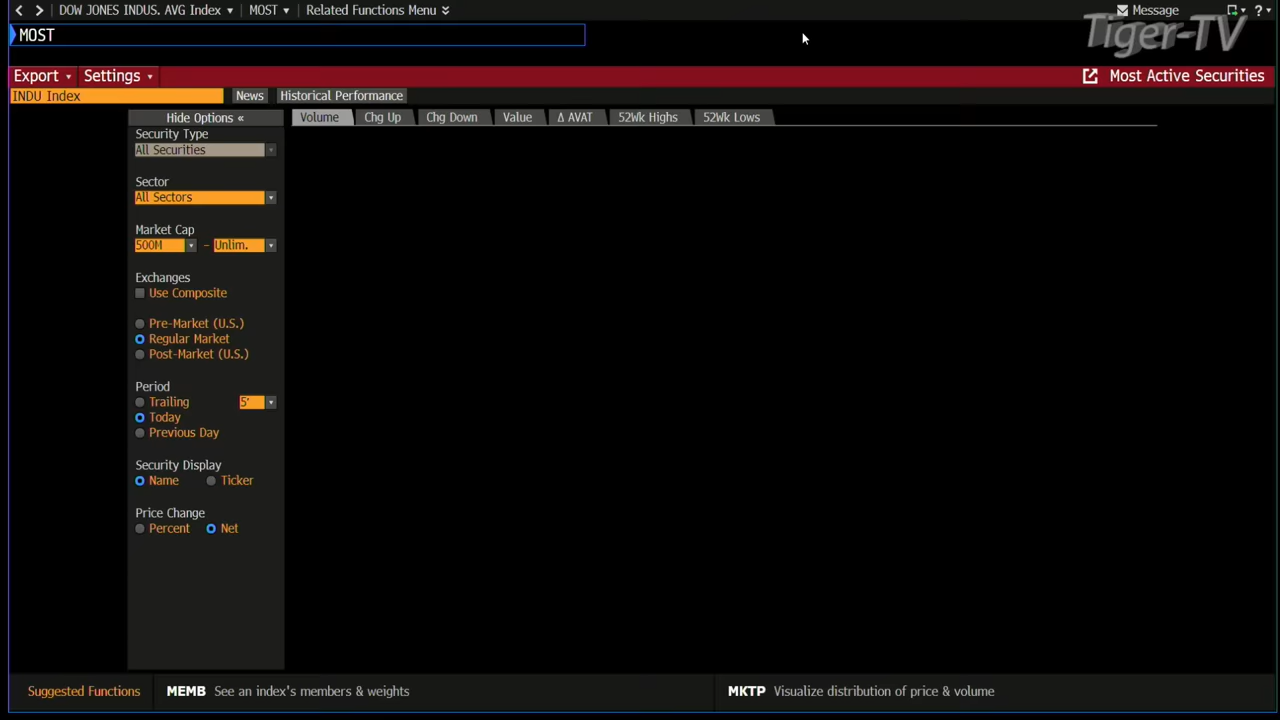 DOW JONES INDUS. AVG Index MOST Related Functions Menu Message ?
MOST
Tiger-TV
Export Settings Most Active Securities
INDU Index News Historical Performance
Hide Options « Volume Chg Up Chg Down Value Δ AVAT 52Wk Highs 52Wk Lows
Security Type
All Securities
Sector
All Sectors
Market Cap
500M – Unlim.
Exchanges
Use Composite
Pre-Market (U.S.)
Regular Market
Post-Market (U.S.)
Period
Trailing 5'
Today
Previous Day
Security Display
Name Ticker
Price Change
Percent Net
Suggested Functions MEMB See an index's members & weights MKTP Visualize distribution of price & volume